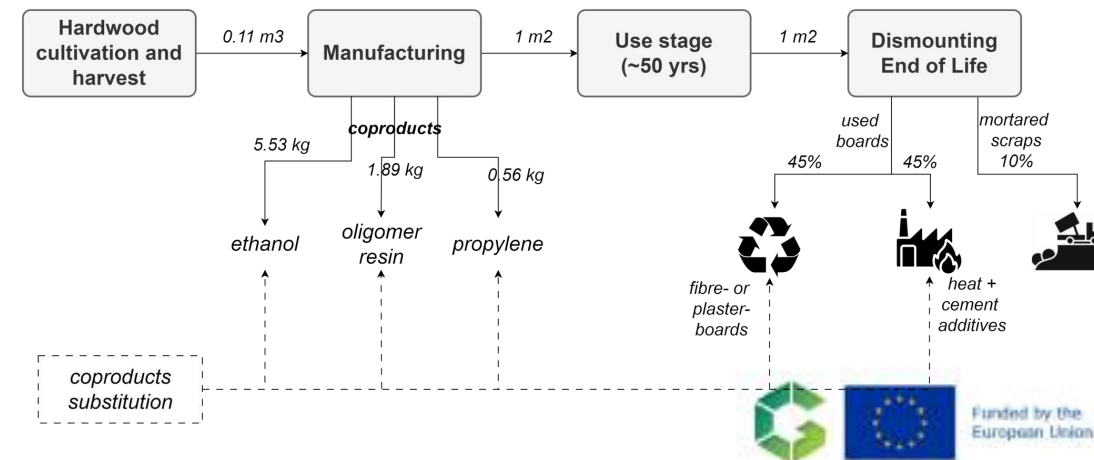 Hardwood
cultivation and
harvest
0.11 m3
Manufacturing
1 m2
Use stage
(~50 yrs)
1 m2
Dismounting
End of Life
coproducts
5.53 kg
1.89 kg
0.56 kg
ethanol
oligomer
resin
propylene
used
boards
45%
45%
mortared
scraps
10%
fibre- or
plaster-
boards
heat +
cement
additives
coproducts
substitution
Funded by the
European Union